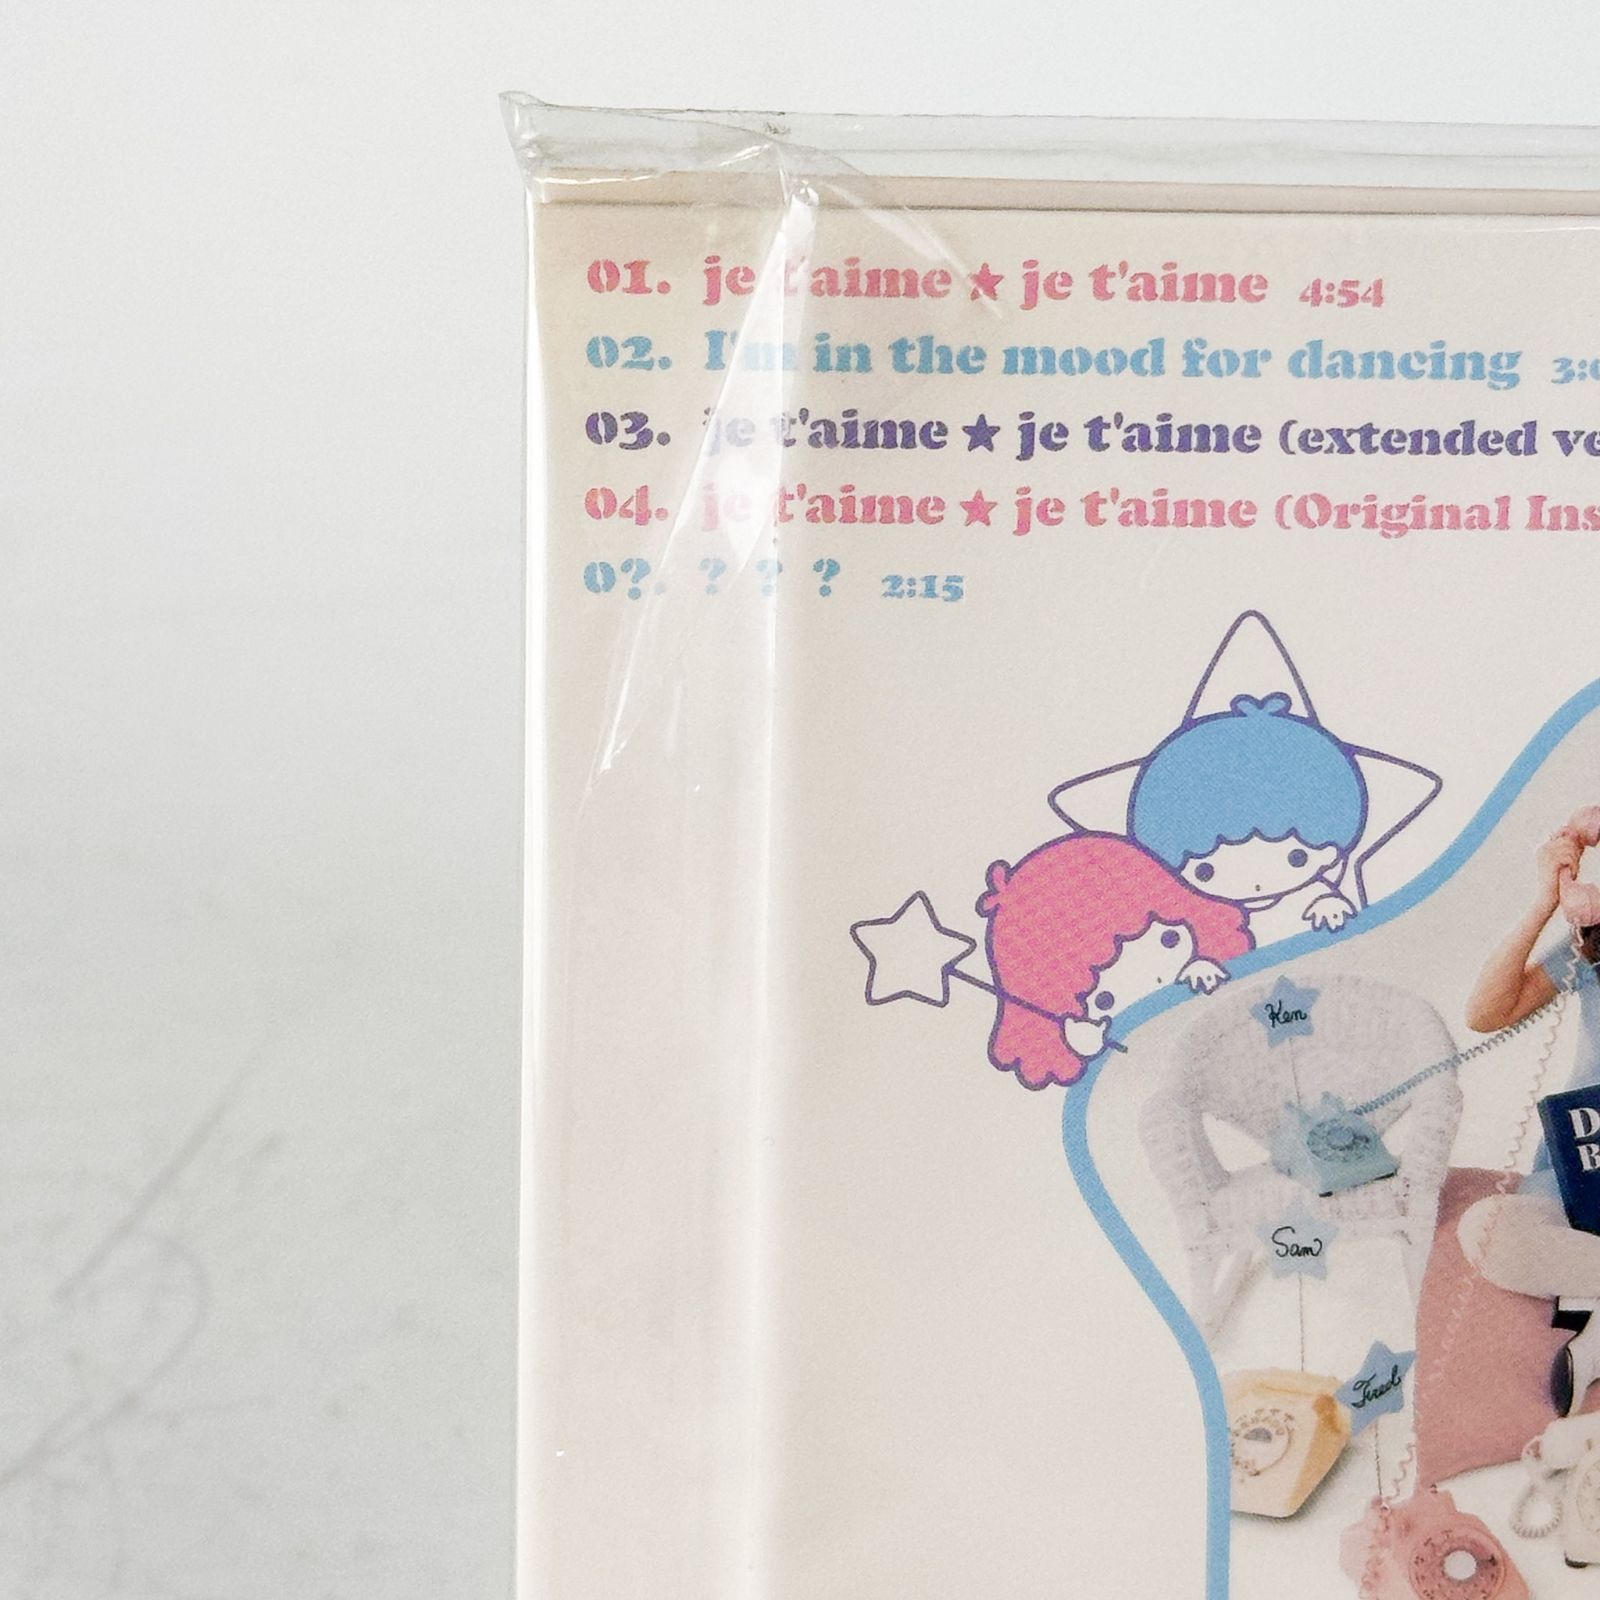 01. je t'aime ★ je t'aime 4:54
02. I'm in the mood for dancing
03. je t'aime ★ je t'aime (extended
04. je t'aime ★ je t'aime (Original
0?. ? ? ? 2:15
Ken
Sam
Fred